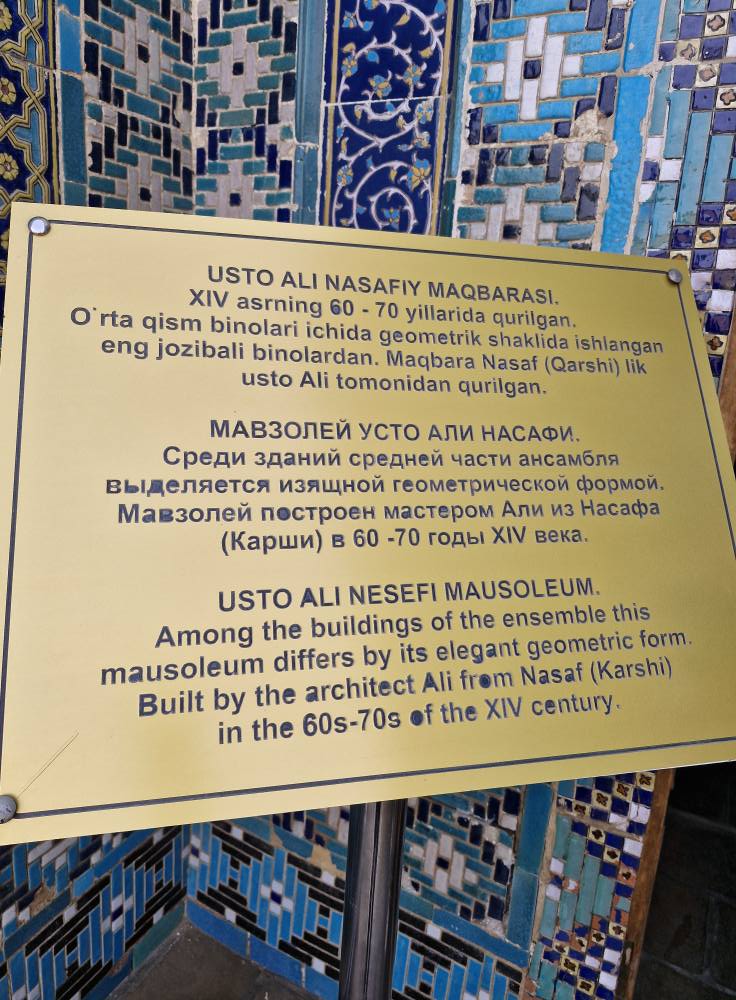 USTO ALI NASAFIY MAQBARASI.
XIV asrning 60 - 70 yillarida qurilgan.
O'rta qism binolari ichida geometrik shaklida ishlangan
eng jozibali binolardan. Maqbara Nasaf (Qarshi) lik
usto Ali tomonidan qurilgan.
МАВЗОЛЕЙ УСТО АЛИ НАСАФИ.
Среди зданий средней части ансамбля
выделяется изящной геометрической формой.
Мавзолей построен мастером Али из Насафа
(Карши) в 60 -70 годы XIV века.
USTO ALI NESEFI MAUSOLEUM.
Among the buildings of the ensemble this
mausoleum differs by its elegant geometric form.
Built by the architect Ali from Nasaf (Karshi)
in the 60s-70s of the XIV century.